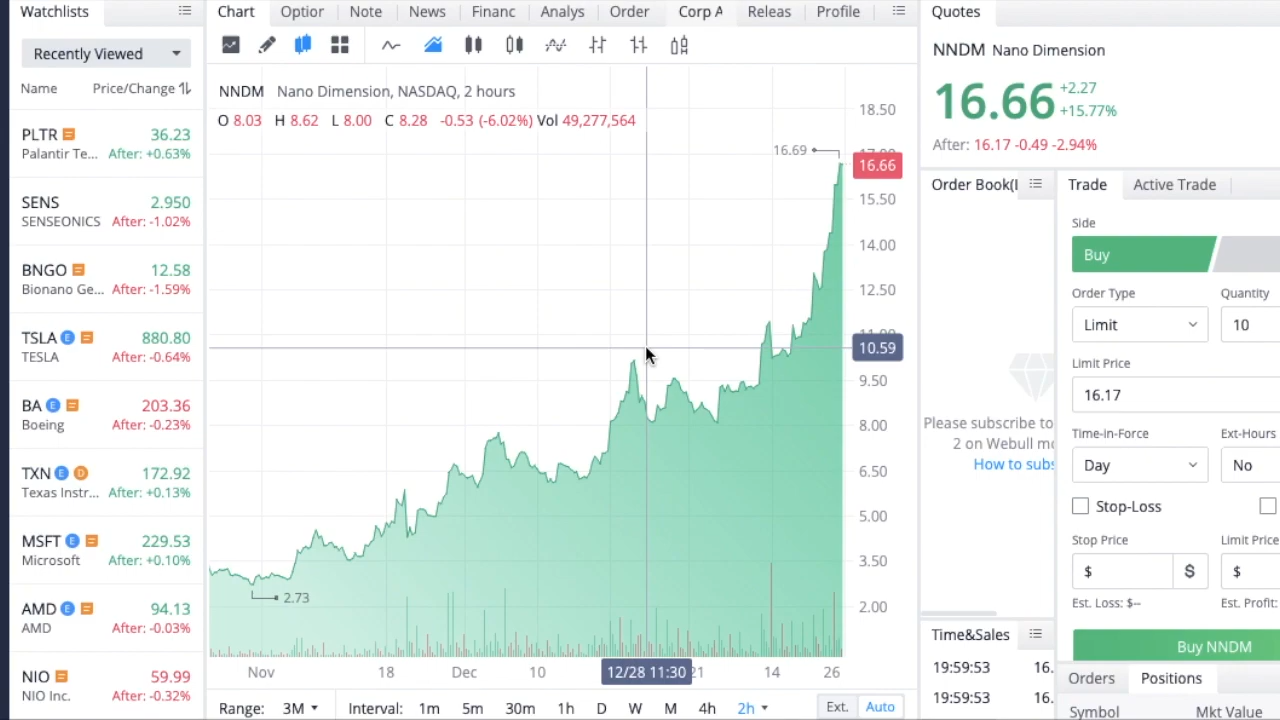 Watchlists
Recently Viewed
Name Price/Change
PLTR 36.23
Palantir Te... After: +0.63%
SENS 2.950
SENSEONICS After: -1.02%
BNGO 12.58
Bionano Ge... After: -1.59%
TSLA E 880.80
TESLA After: -0.64%
BA E 203.36
Boeing After: -0.23%
TXN E D 172.92
Texas Instr... After: +0.13%
MSFT E 229.53
Microsoft After: +0.10%
AMD E 94.13
AMD After: -0.03%
NIO 59.99
NIO Inc. After: -0.32%
Chart Option Note News Financ Analys Order Corp A Releas Profile
NNDM Nano Dimension, NASDAQ, 2 hours
O 8.03 H 8.62 L 8.00 C 8.28 -0.53 (-6.02%) Vol 49,277,564
18.50
16.69
17.00
16.66
15.50
14.00
12.50
11.00
10.59
9.50
8.00
6.50
5.00
3.50
2.73
2.00
Nov 18 Dec 10 12/28 11:30 21 14 26
Range: 3M Interval: 1m 5m 30m 1h D W M 4h 2h Ext. Auto
Quotes
NNDM Nano Dimension
16.66 +2.27
+15.77%
After: 16.17 -0.49 -2.94%
Order Book(
Please subscribe to
2 on Webull mo
How to subs
Time&Sales
19:59:53 16.
19:59:53 16.
Trade Active Trade
Side
Buy
Order Type Quantity
Limit 10
Limit Price
16.17
Time-in-Force Ext-Hours
Day No
Stop-Loss
Stop Price Limit Price
$ $ $
Est. Loss: $-- Est. Profit:
Buy NNDM
Orders Positions
Symbol Mkt Value